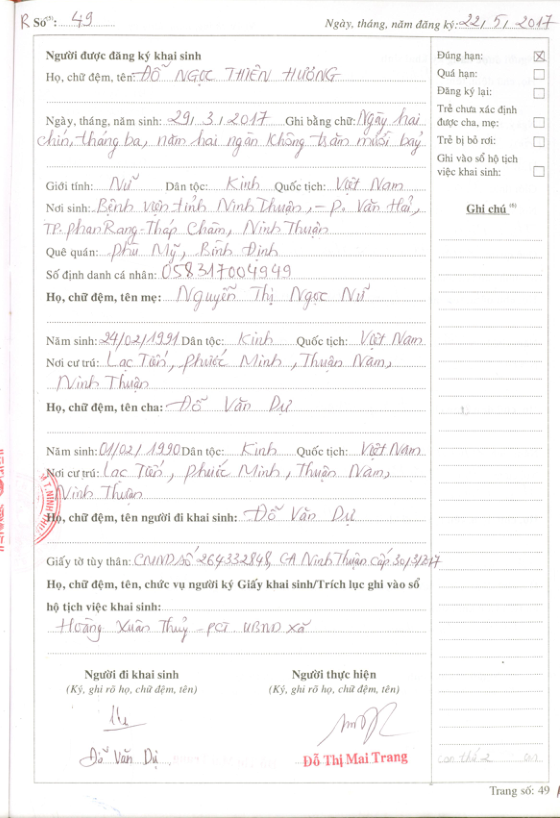 R Số: 49
Ngày, tháng, năm đăng ký: 22/5/2017
Người được đăng ký khai sinh
Họ, chữ đệm, tên: ĐỖ NGỌC THIÊN HƯƠNG
Ngày, tháng, năm sinh: 29/3/2017 Ghi bằng chữ: Ngày hai
chín, tháng ba, năm hai ngàn không trăm mười bảy
Giới tính: Nữ Dân tộc: Kinh Quốc tịch: Việt Nam
Nơi sinh: Bệnh viện tỉnh Ninh Thuận, – P. Văn Hải,
TP. Phan Rang-Tháp Chàm, Ninh Thuận
Quê quán: Phù Mỹ, Bình Định
Số định danh cá nhân: 058317004949
Họ, chữ đệm, tên mẹ: Nguyễn Thị Ngọc Nữ
Năm sinh: 24/02/1991 Dân tộc: Kinh Quốc tịch: Việt Nam
Nơi cư trú: Lạc Tiến, Phước Minh, Thuận Nam,
Ninh Thuận
Họ, chữ đệm, tên cha: Đỗ Văn Dự
Năm sinh: 01/02/1990 Dân tộc: Kinh Quốc tịch: Việt Nam
Nơi cư trú: Lạc Tiến, Phước Minh, Thuận Nam,
Ninh Thuận
Họ, chữ đệm, tên người đi khai sinh: Đỗ Văn Dự
Giấy tờ tùy thân: CMND số 264332848, CA Ninh Thuận cấp 30/3/2017
Họ, chữ đệm, tên, chức vụ người ký Giấy khai sinh/Trích lục ghi vào sổ
hộ tịch việc khai sinh:
Hoàng Xuân Thuỷ - PCT. UBND xã
Người đi khai sinh
(Ký, ghi rõ họ, chữ đệm, tên)
Đỗ Văn Dự
Người thực hiện
(Ký, ghi rõ họ, chữ đệm, tên)
Đỗ Thị Mai Trang
Đúng hạn: X
Quá hạn:
Đăng ký lại:
Trẻ chưa xác định
được cha, mẹ:
Trẻ bị bỏ rơi:
Ghi vào sổ hộ tịch
việc khai sinh:
Ghi chú (4)
con thứ 2
Trang số: 49